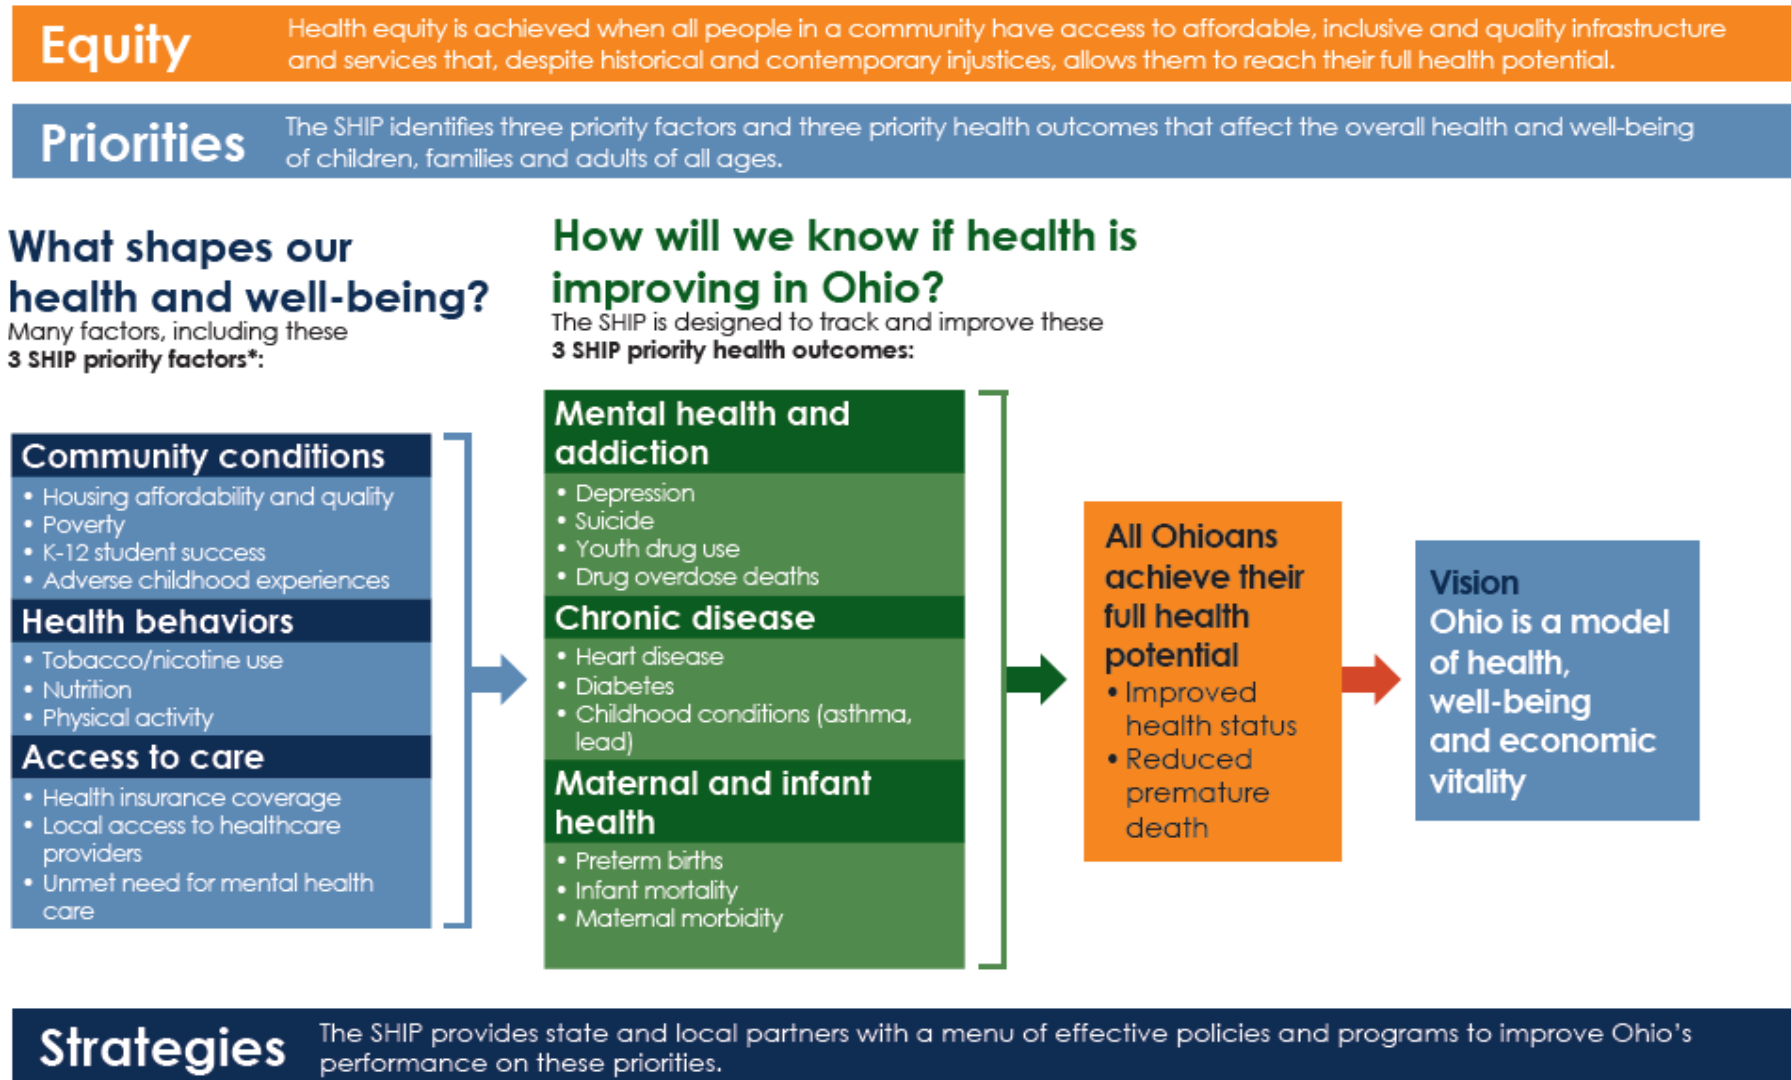 Equity
Health equity is achieved when all people in a community have access to affordable, inclusive and quality infrastructure
and services that, despite historical and contemporary injustices, allows them to reach their full health potential.
Priorities
The SHIP identifies three priority factors and three priority health outcomes that affect the overall health and well-being
of children, families and adults of all ages.
What shapes our
health and well-being?
Many factors, including these
3 SHIP priority factors*:
Community conditions
• Housing affordability and quality
• Poverty
• K-12 student success
• Adverse childhood experiences
Health behaviors
• Tobacco/nicotine use
• Nutrition
• Physical activity
Access to care
• Health insurance coverage
• Local access to healthcare
providers
• Unmet need for mental health
care
How will we know if health is
improving in Ohio?
The SHIP is designed to track and improve these
3 SHIP priority health outcomes:
Mental health and
addiction
• Depression
• Suicide
• Youth drug use
• Drug overdose deaths
Chronic disease
• Heart disease
• Diabetes
• Childhood conditions (asthma,
lead)
Maternal and infant
health
• Preterm births
• Infant mortality
• Maternal morbidity
All Ohioans
achieve their
full health
potential
• Improved
health status
• Reduced
premature
death
Vision
Ohio is a model
of health,
well-being
and economic
vitality
Strategies
The SHIP provides state and local partners with a menu of effective policies and programs to improve Ohio's
performance on these priorities.